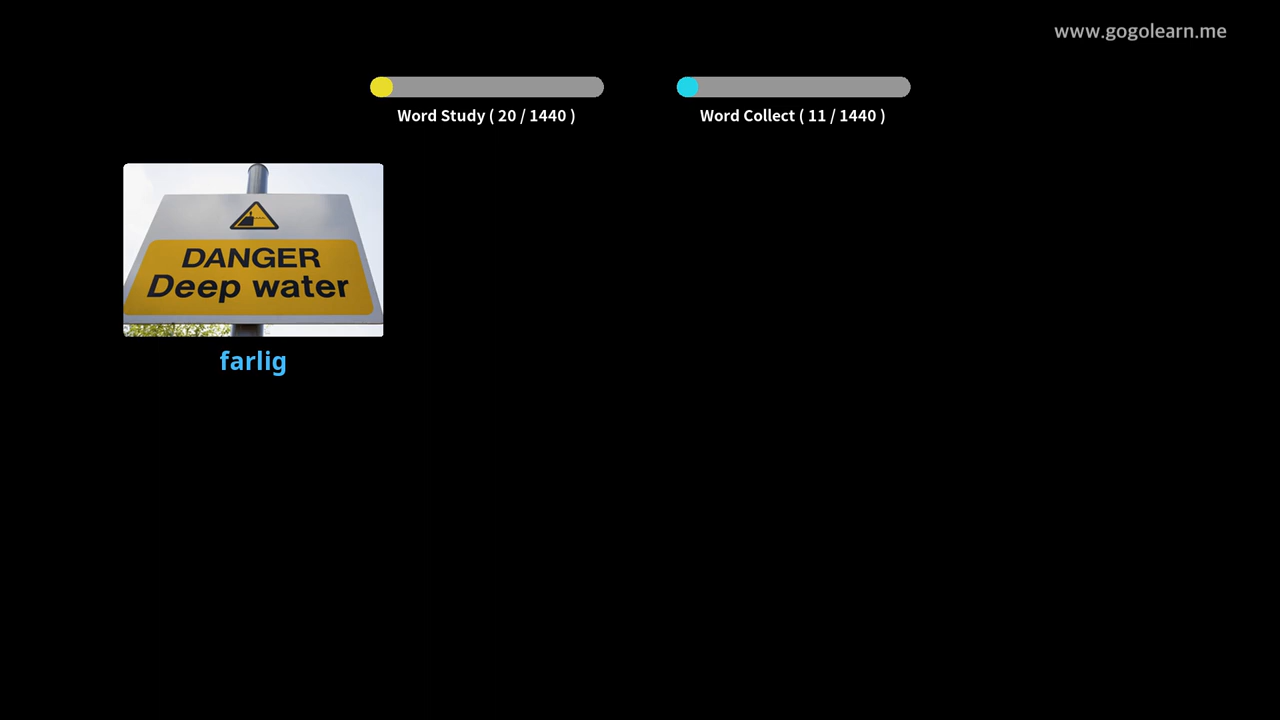 www.gogolearn.me
Word Study ( 20 / 1440 )
Word Collect ( 11 / 1440 )
DANGER
Deep water
farlig